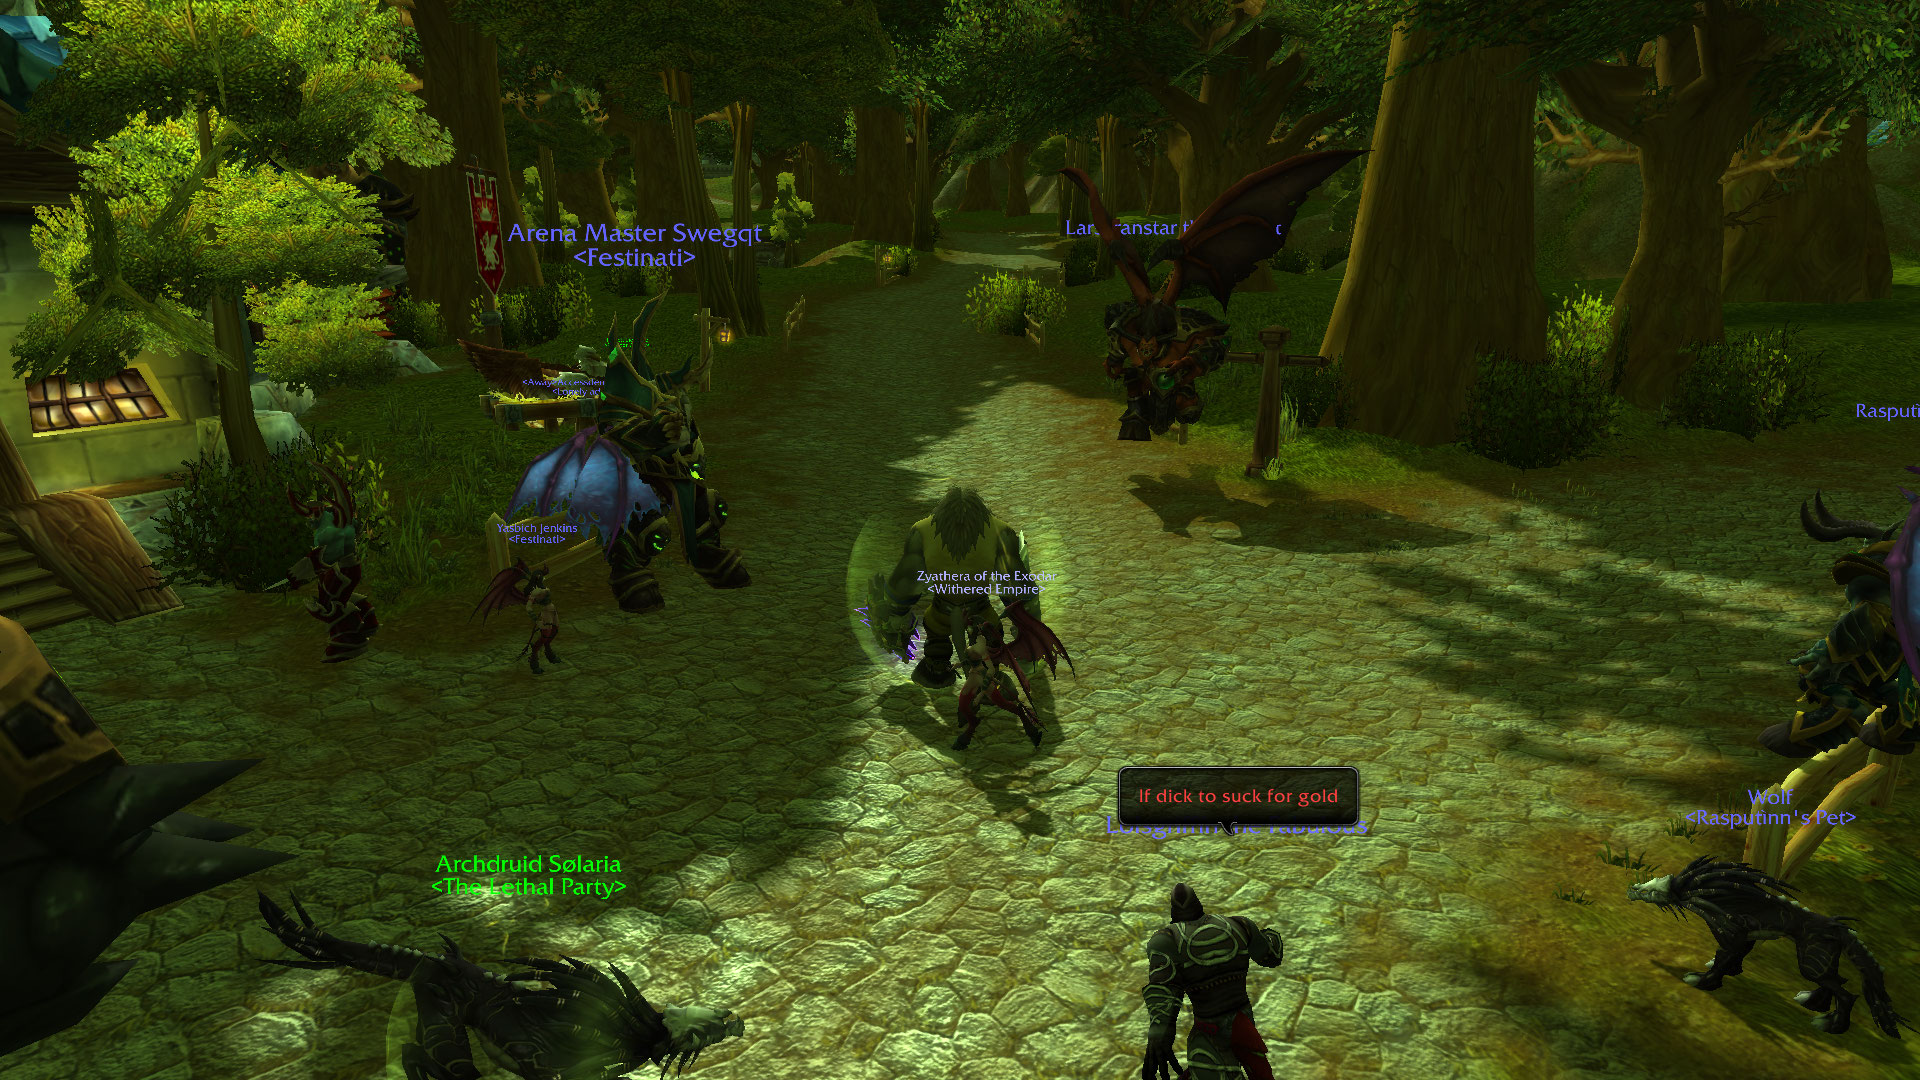 Arena Master Swegqt
<Festinati>
Yasbich Jenkins
<Festinati>
Zyathera of the Exodar
<Withered Empire>
If dick to suck for gold
Wolf
<Rasputinn's Pet>
Archdruid Sølaria
<The Lethal Party>